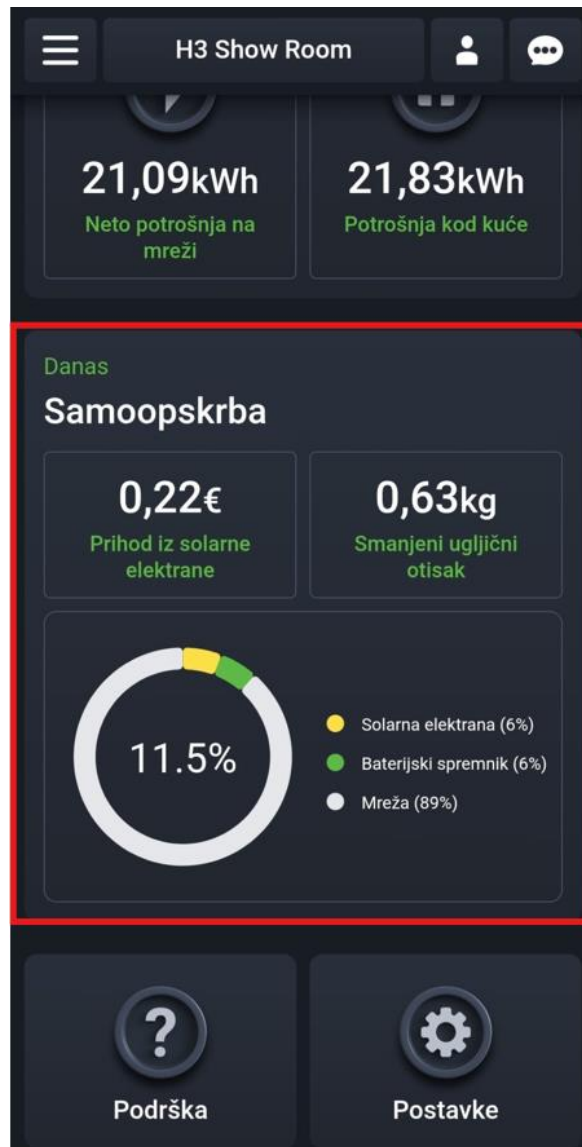 H3 Show Room
21,09kWh
Neto potrošnja na
mreži
21,83kWh
Potrošnja kod kuće
Danas
Samoopskrba
0,22€
Prihod iz solarne
elektrane
0,63kg
Smanjeni ugljični
otisak
11.5%
Solarna elektrana (6%)
Baterijski spremnik (6%)
Mreža (89%)
Podrška
Postavke